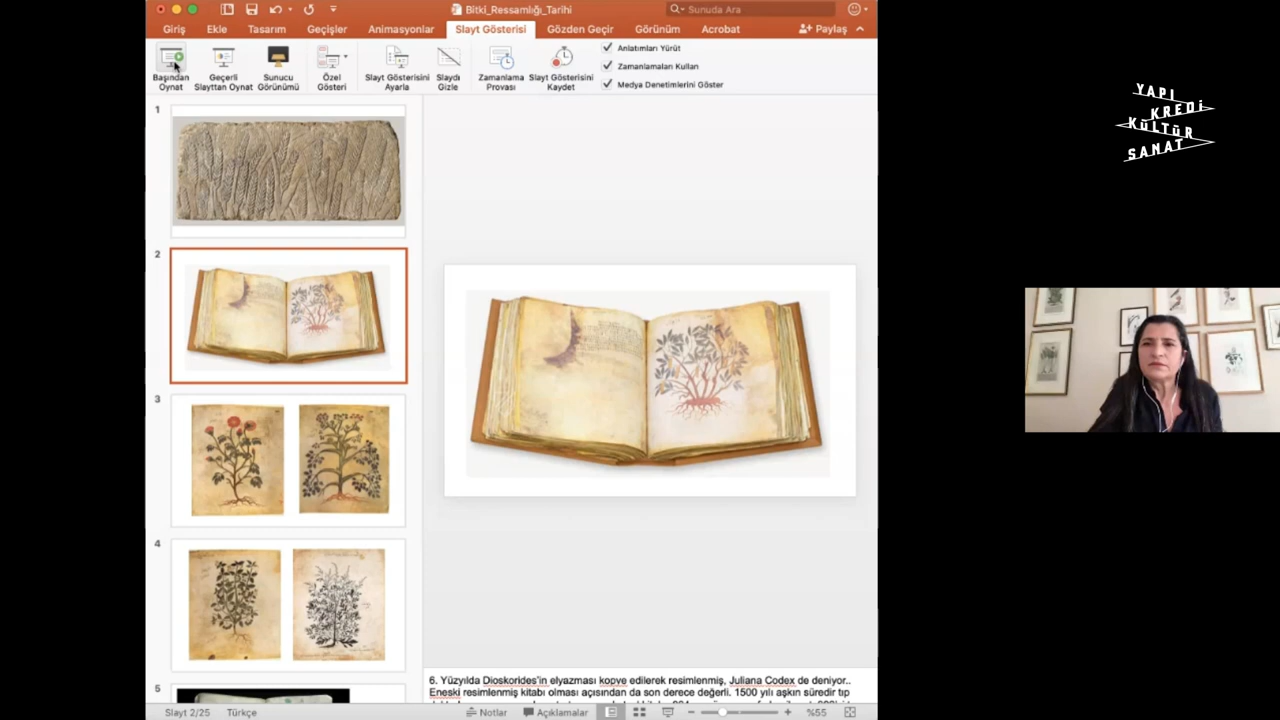 Bitki_Ressamlığı_Tarihi
Sunuda Ara
Giriş Ekle Tasarım Geçişler Animasyonlar Slayt Gösterisi Gözden Geçir Görünüm Acrobat Paylaş
Başından Oynat
Geçerli Slayttan Oynat
Sunucu Görünümü
Özel Gösteri
Slayt Gösterisini Ayarla
Slaydı Gizle
Zamanlama Provası
Slayt Gösterisini Kaydet
Anlatımları Yürüt
Zamanlamaları Kullan
Medya Denetimlerini Göster
1
2
3
4
5
6. Yüzyılda Dioskorides'in elyazması kopye edilerek resimlenmiş, Juliana Codex de deniyor..
Eneski resimlenmiş kitabı olması açısından da son derece değerli. 1500 yılı aşkın süredir tıp
Slayt 2/25 Türkçe Notlar Açıklamalar %55
YAPI
KREDİ
KÜLTÜR
SANAT